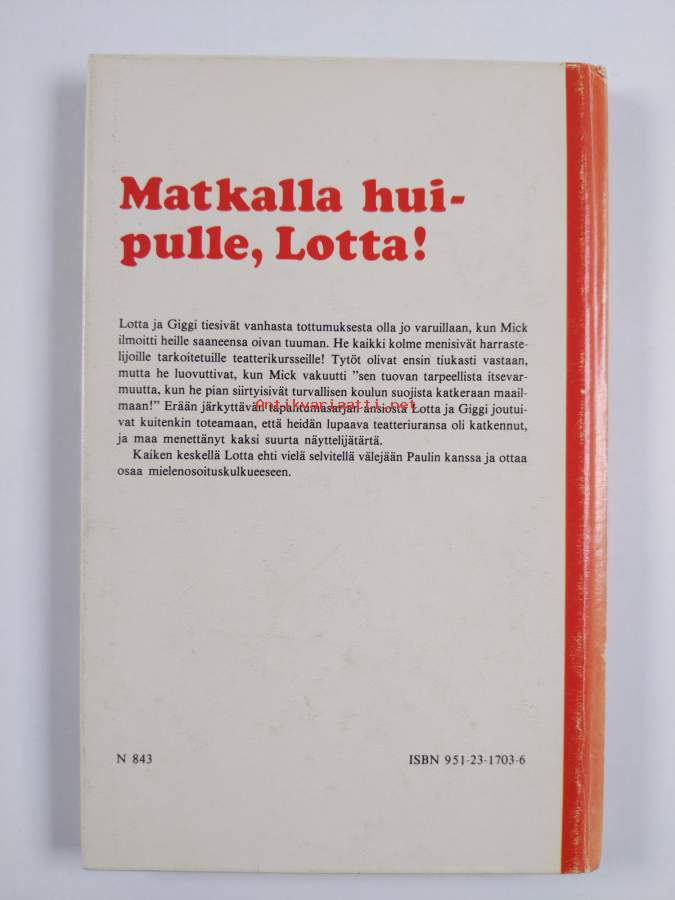 Matkalla hui-
pulle, Lotta!
Lotta ja Giggi tiesivät vanhasta tottumuksesta olla jo varuillaan, kun Mick
ilmoitti heille saaneensa oivan tuuman. He kaikki kolme menisivät harraste-
lijoille tarkoitetuille teatterikursseille! Tytöt olivat ensin tiukasti vastaan,
mutta he luovuttivat, kun Mick vakuutti "sen tuovan tarpeellista itsevar-
muutta, kun he pian siirtyisivät turvallisen koulun suojista katkeraan maail-
maan!" Erään järkyttävän tapahtumasarjan ansiosta Lotta ja Giggi joutui-
Antikvariaatti.net
vat kuitenkin toteamaan, että heidän lupaava teatteriuransa oli katkennut,
ja maa menettänyt kaksi suurta näyttelijätärtä.
Kaiken keskellä Lotta ehti vielä selvitellä välejään Paulin kanssa ja ottaa
osaa mielenosoituskulkueeseen.
N 843 ISBN 951-23-1703-6